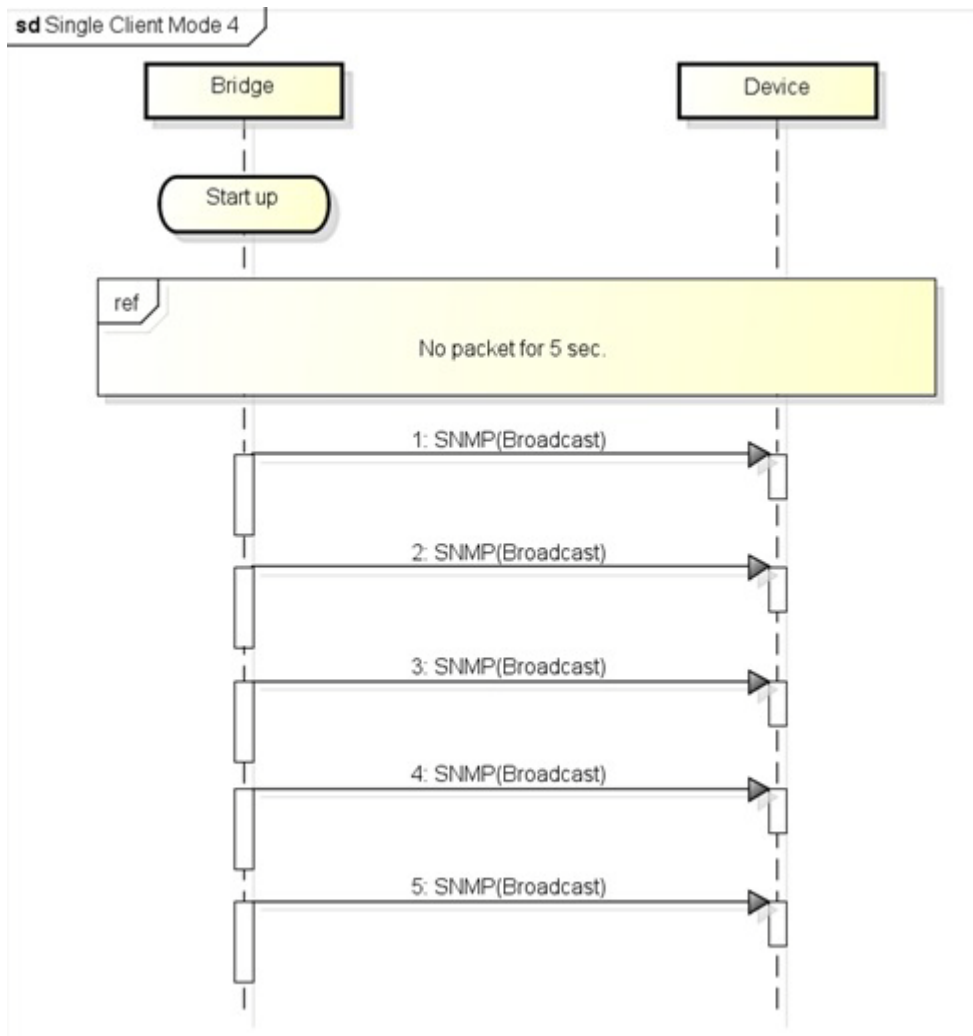 sd Single Client Mode 4
Bridge
Device
Start up
ref
No packet for 5 sec.
1: SNMP(Broadcast)
2: SNMP(Broadcast)
3: SNMP(Broadcast)
4: SNMP(Broadcast)
5: SNMP(Broadcast)